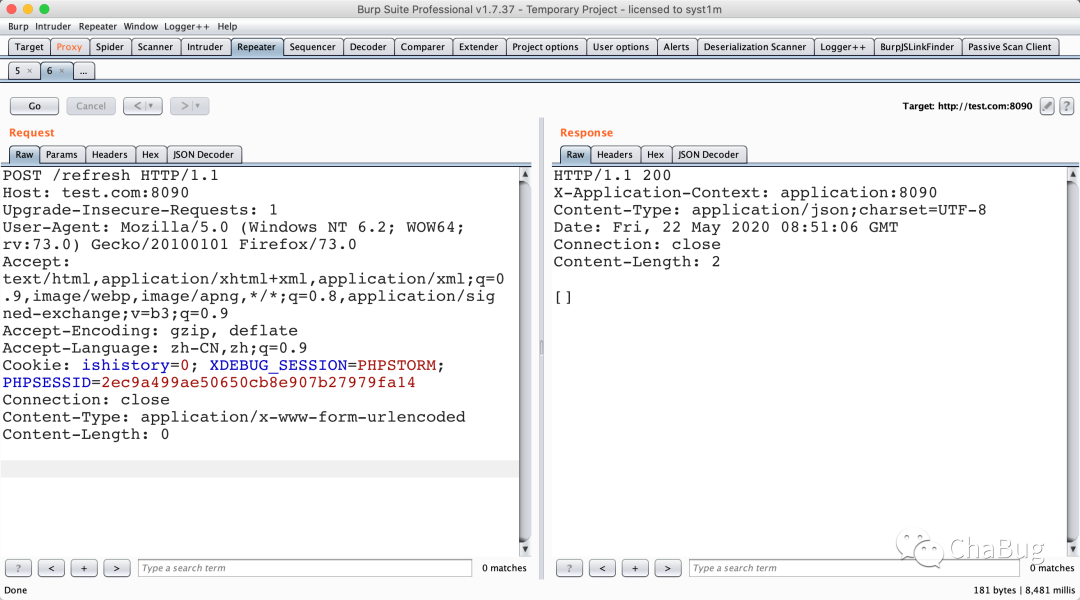 Burp Suite Professional v1.7.37 - Temporary Project - licensed to syst1m
Burp Intruder Repeater Window Logger++ Help
Target Proxy Spider Scanner Intruder Repeater Sequencer Decoder Comparer Extender Project options User options Alerts Deserialization Scanner Logger++ BurpJSLinkFinder Passive Scan Client
5 × 6 × ...
Go Cancel < | ▾ > | ▾ Target: http://test.com:8090 ?
Request
Raw Params Headers Hex JSON Decoder
POST /refresh HTTP/1.1
Host: test.com:8090
Upgrade-Insecure-Requests: 1
User-Agent: Mozilla/5.0 (Windows NT 6.2; WOW64;
rv:73.0) Gecko/20100101 Firefox/73.0
Accept:
text/html,application/xhtml+xml,application/xml;q=0
.9,image/webp,image/apng,*/*;q=0.8,application/sig
ned-exchange;v=b3;q=0.9
Accept-Encoding: gzip, deflate
Accept-Language: zh-CN,zh;q=0.9
Cookie: ishistory=0; XDEBUG_SESSION=PHPSTORM;
PHPSESSID=2ec9a499ae50650cb8e907b27979fa14
Connection: close
Content-Type: application/x-www-form-urlencoded
Content-Length: 0
? < + > Type a search term 0 matches
Response
Raw Headers Hex JSON Decoder
HTTP/1.1 200
X-Application-Context: application:8090
Content-Type: application/json;charset=UTF-8
Date: Fri, 22 May 2020 08:51:06 GMT
Connection: close
Content-Length: 2
[]
ChaBug
? < + > Type a search term 0 matches
Done 181 bytes | 8,481 millis